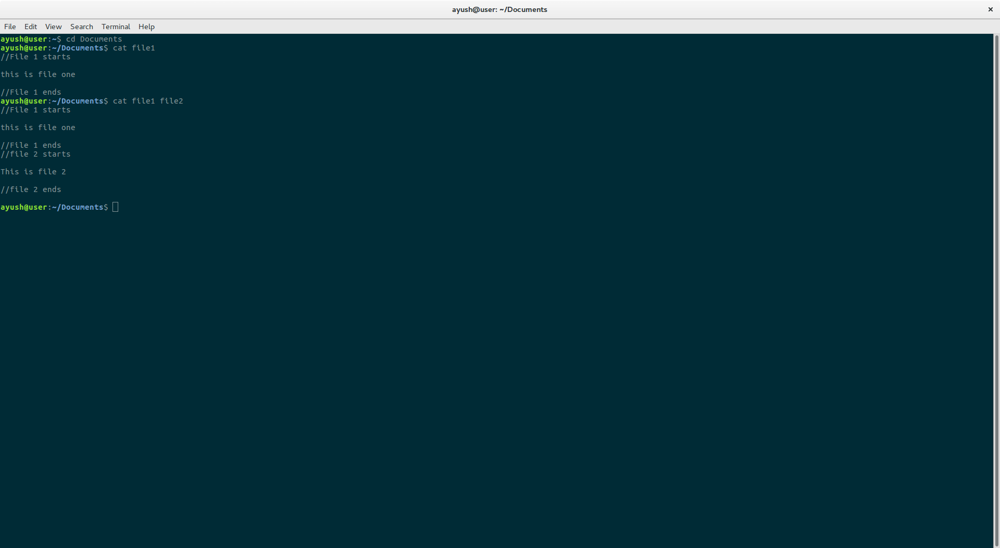 ayush@user: ~/Documents ×
File Edit View Search Terminal Help
ayush@user:~$ cd Documents
ayush@user:~/Documents$ cat file1
//File 1 starts
this is file one
//File 1 ends
ayush@user:~/Documents$ cat file1 file2
//File 1 starts
this is file one
//File 1 ends
//file 2 starts
This is file 2
//file 2 ends
ayush@user:~/Documents$